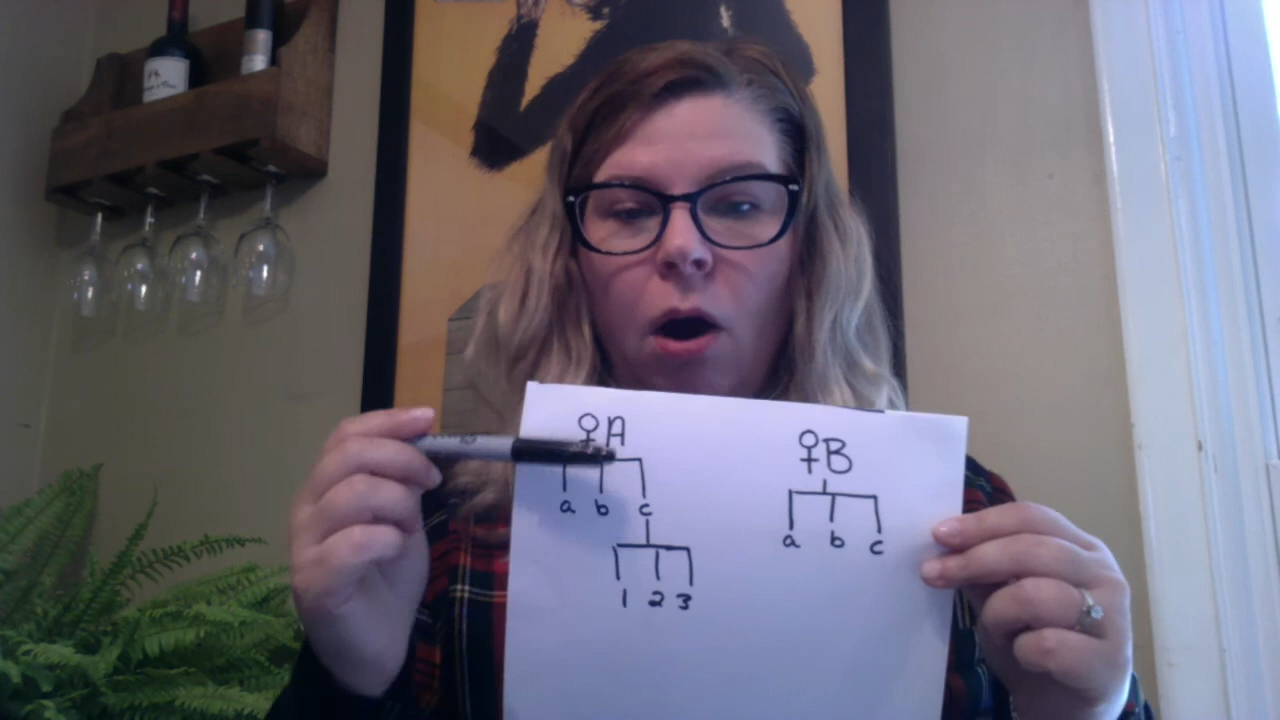 ♀A
a b c
1 2 3
♀B
a b c